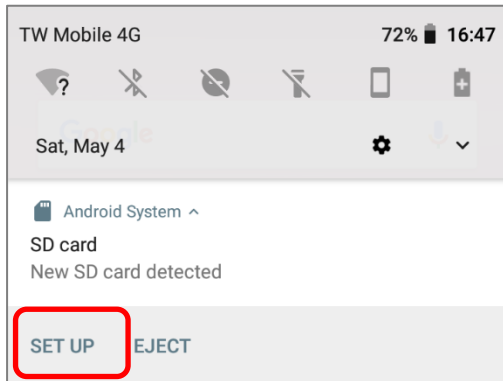 TW Mobile 4G 72% 16:47
?
Google
Sat, May 4
Android System
SD card
New SD card detected
SET UP EJECT